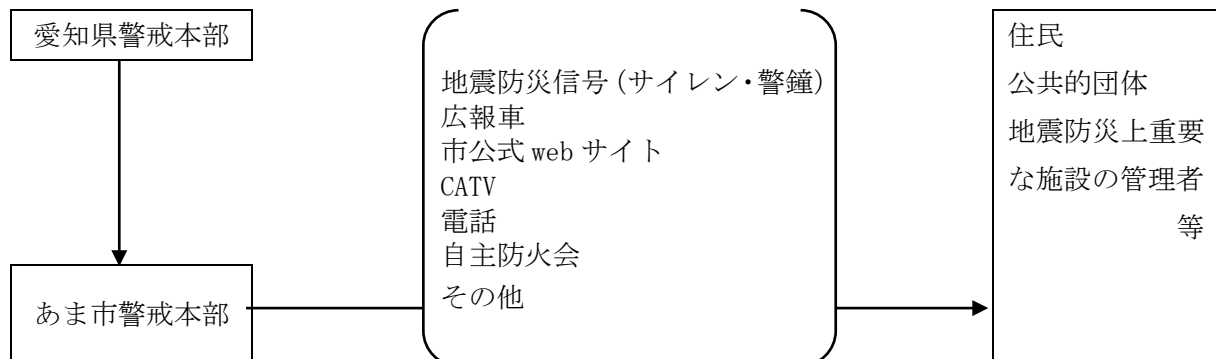 愛知県警戒本部
あま市警戒本部
地震防災信号(サイレン・警鐘)
広報車
市公式 web サイト
CATV
電話
自主防火会
その他
住民
公共的団体
地震防災上重要
な施設の管理者
等